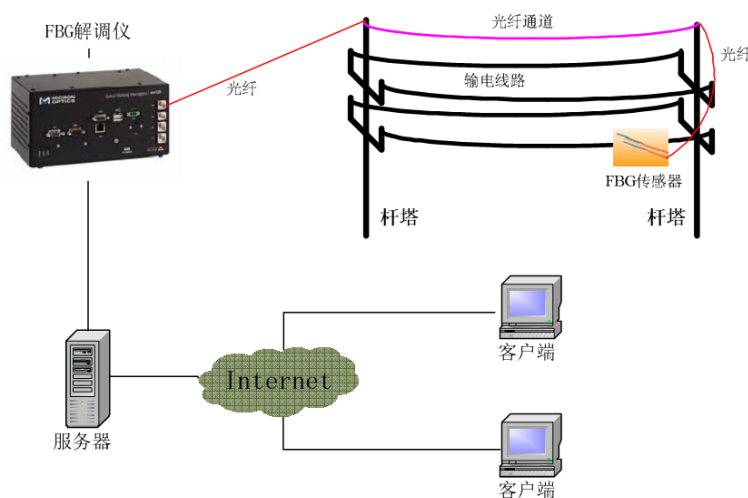 FBG解调仪
光纤通道
光纤
光纤
输电线路
MICRON
OPTICS
FBG传感器
杆塔
杆塔
Internet
客户端
服务器
客户端